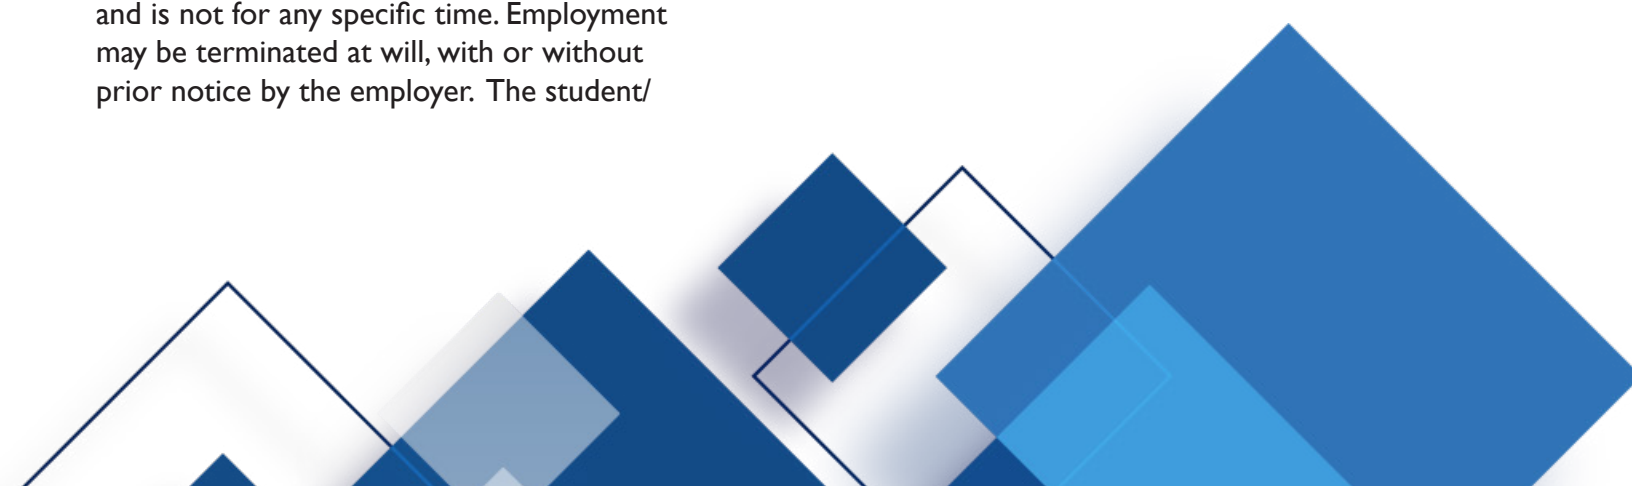 and is not for any specific time. Employment
may be terminated at will, with or without
prior notice by the employer.  The student/